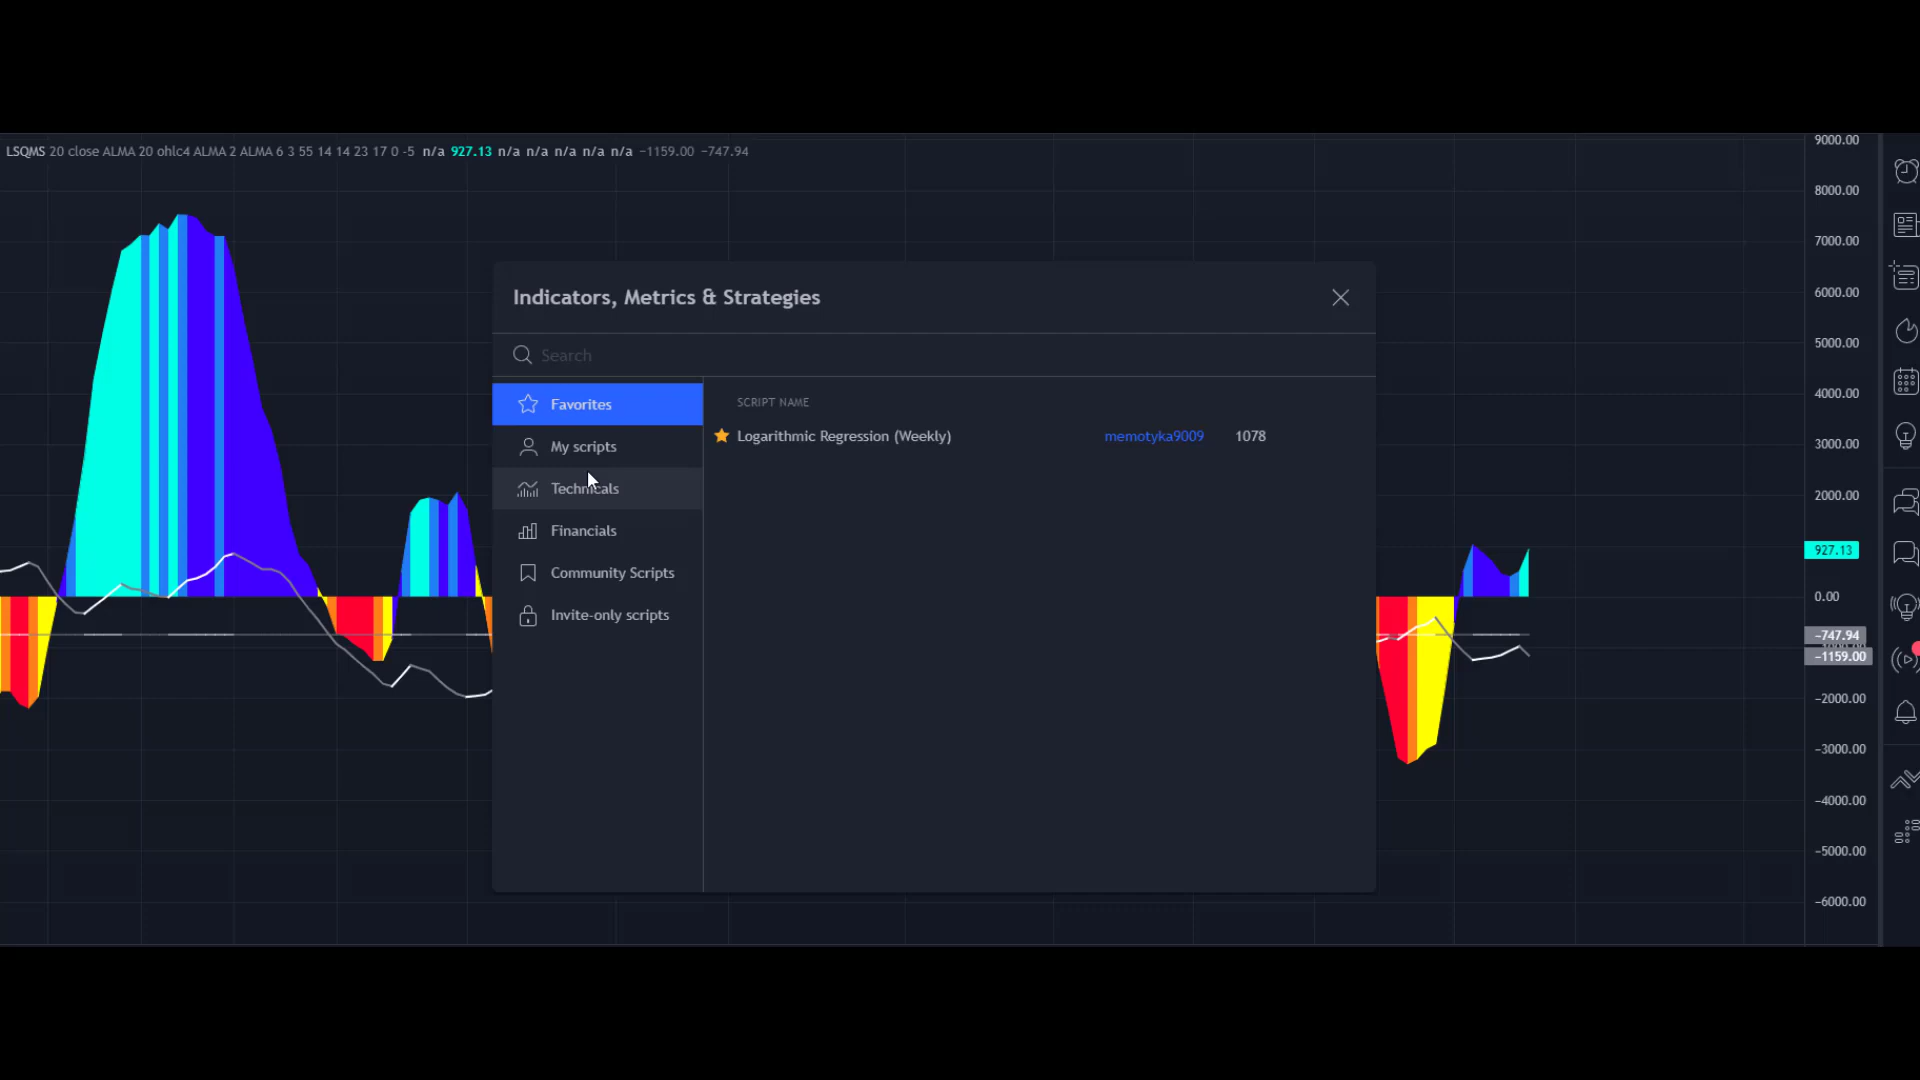 LSQMS 20 close ALMA 20 ohlc4 ALMA 2 ALMA 6 3 55 14 14 23 17 0 -5 n/a 927.13 n/a n/a n/a n/a n/a −1159.00 −747.94
Indicators, Metrics & Strategies
Search
Favorites
My scripts
Technicals
Financials
Community Scripts
Invite-only scripts
SCRIPT NAME
Logarithmic Regression (Weekly) memotyka9009 1078
9000.00
8000.00
7000.00
6000.00
5000.00
4000.00
3000.00
2000.00
927.13
0.00
−747.94
−1159.00
−2000.00
−3000.00
−4000.00
−5000.00
−6000.00